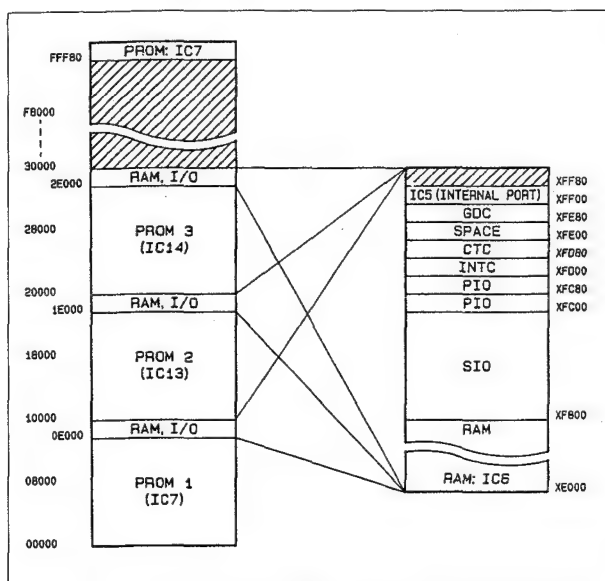 PROM: IC7
FFF80
F8000
30000
RAM, I/O
2E000
PROM 3
(IC14)
28000
20000
RAM, I/O
1E000
PROM 2
(IC13)
18000
10000
RAM, I/O
0E000
PROM 1
(IC7)
08000
00000
XFF80
IC5 (INTERNAL PORT)
XFF00
GDC
XFE80
SPACE
XFE00
CTC
XFD80
INTC
XFD00
PIO
XFC80
PIO
XFC00
SIO
XF800
RAM
RAM: IC6
XE000